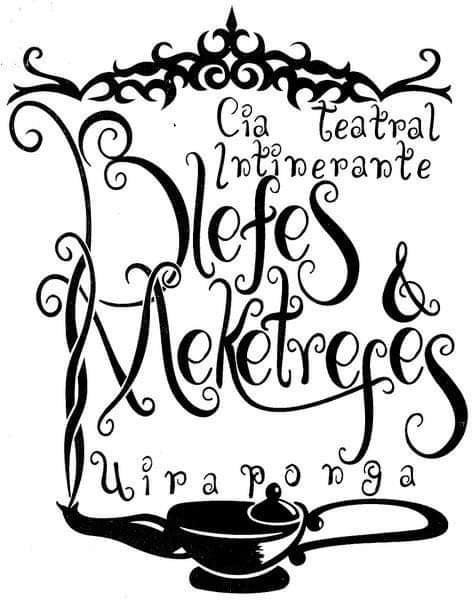 Cia teatral
Intinerante
Blefes
&
Meketrefes
Uiraponga